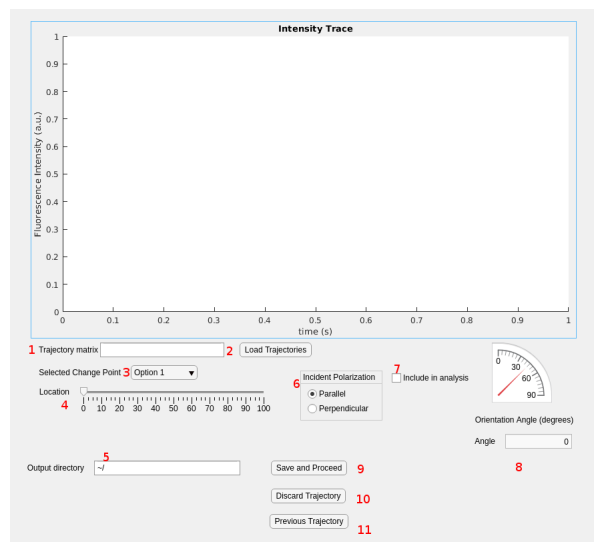 Intensity Trace
1
0.9
0.8
0.7
0.6
0.5
0.4
0.3
0.2
0.1
0
Fluorescence Intensity (a.u.)
0 0.1 0.2 0.3 0.4 0.5 0.6 0.7 0.8 0.9 1
time (s)
1 Trajectory matrix 2 Load Trajectories
Selected Change Point 3 Option 1
Location
4
0 10 20 30 40 50 60 70 80 90 100
6 Incident Polarization
Parallel
Perpendicular
7
Include in analysis
0 30 60 90
Orientation Angle (degrees)
Angle 0
8
5
Output directory ~/
Save and Proceed 9
Discard Trajectory 10
Previous Trajectory 11